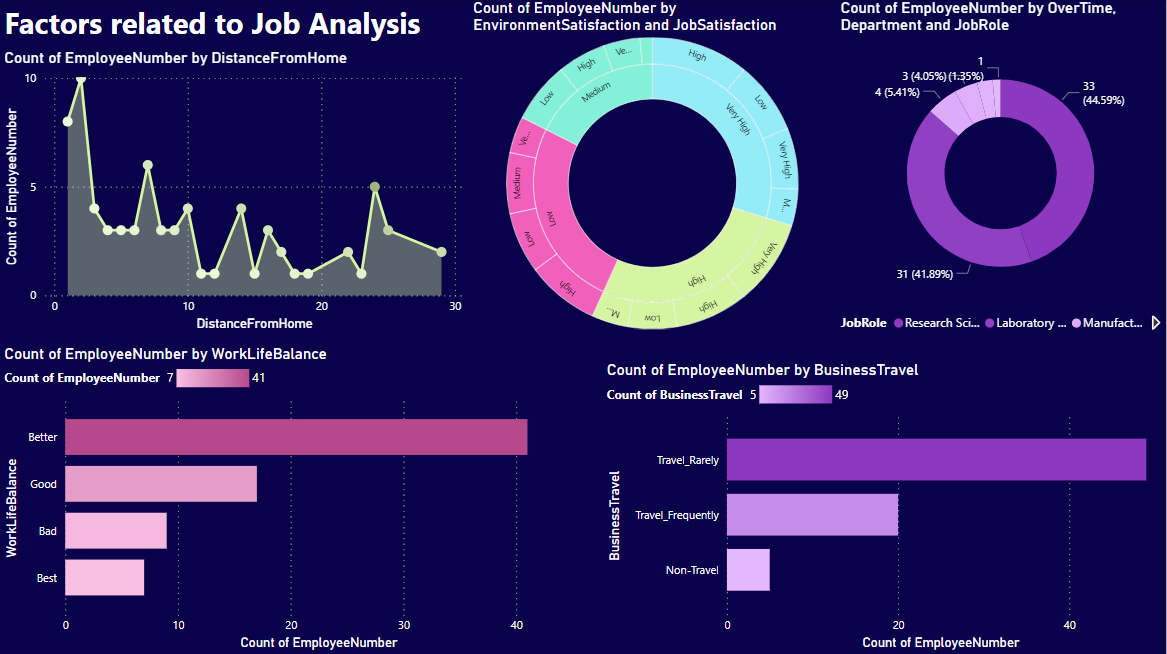 Factors related to Job Analysis
Count of EmployeeNumber by DistanceFromHome
Count of EmployeeNumber
10
5
0
0
10
20
30
DistanceFromHome
Count of EmployeeNumber by
EnvironmentSatisfaction and JobSatisfaction
High
Low
Very High
M...
Very High
Very High
High
Low
M...
High
High
Low
Medium
Ve...
Low
Low
High
Ve...
Medium
Count of EmployeeNumber by OverTime,
Department and JobRole
1
(1.35%)
3 (4.05%)
4 (5.41%)
33
(44.59%)
31 (41.89%)
JobRole
Research Sci...
Laboratory ...
Manufact...
Count of EmployeeNumber by WorkLifeBalance
Count of EmployeeNumber 7 41
WorkLifeBalance
Better
Good
Bad
Best
0
10
20
30
40
Count of EmployeeNumber
Count of EmployeeNumber by BusinessTravel
Count of BusinessTravel 5 49
BusinessTravel
Travel_Rarely
Travel_Frequently
Non-Travel
0
20
40
Count of EmployeeNumber